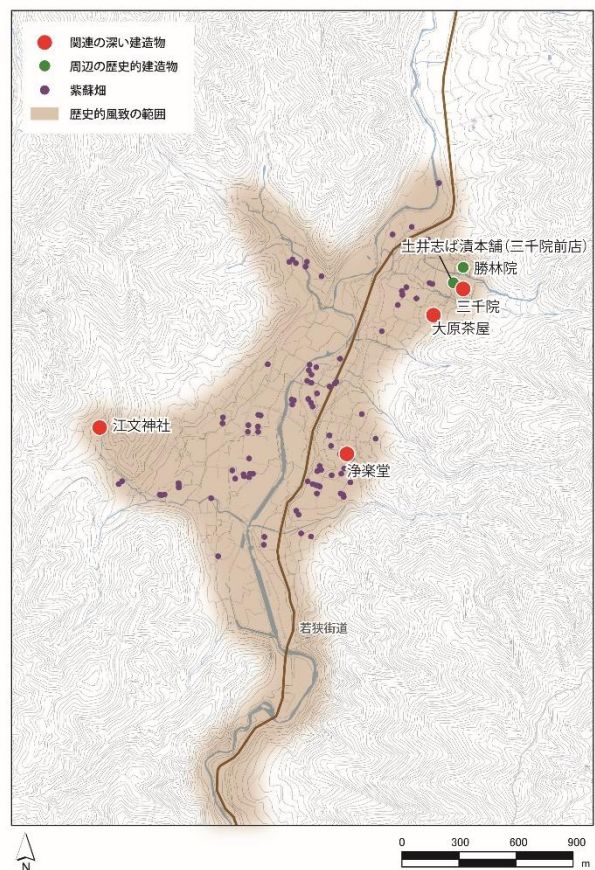 関連の深い建造物
周辺の歴史的建造物
紫蘇畑
歴史的風致の範囲
土井志ば漬本舗(三千院前店)
勝林院
三千院
大原茶屋
江文神社
浄楽堂
若狭街道
N
0 300 600 900
m